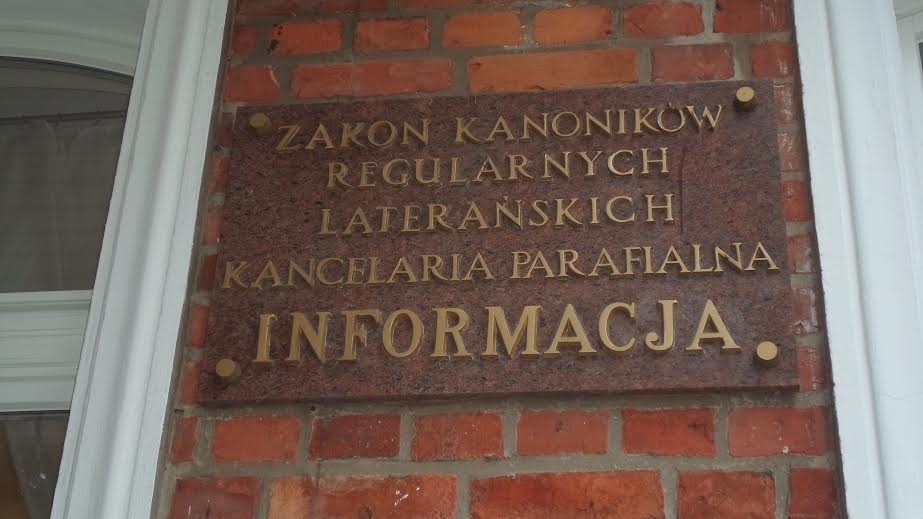 ZAKON KANONIKÓW
REGULARNYCH
LATERAŃSKICH
KANCELARIA PARAFIALNA
INFORMACJA